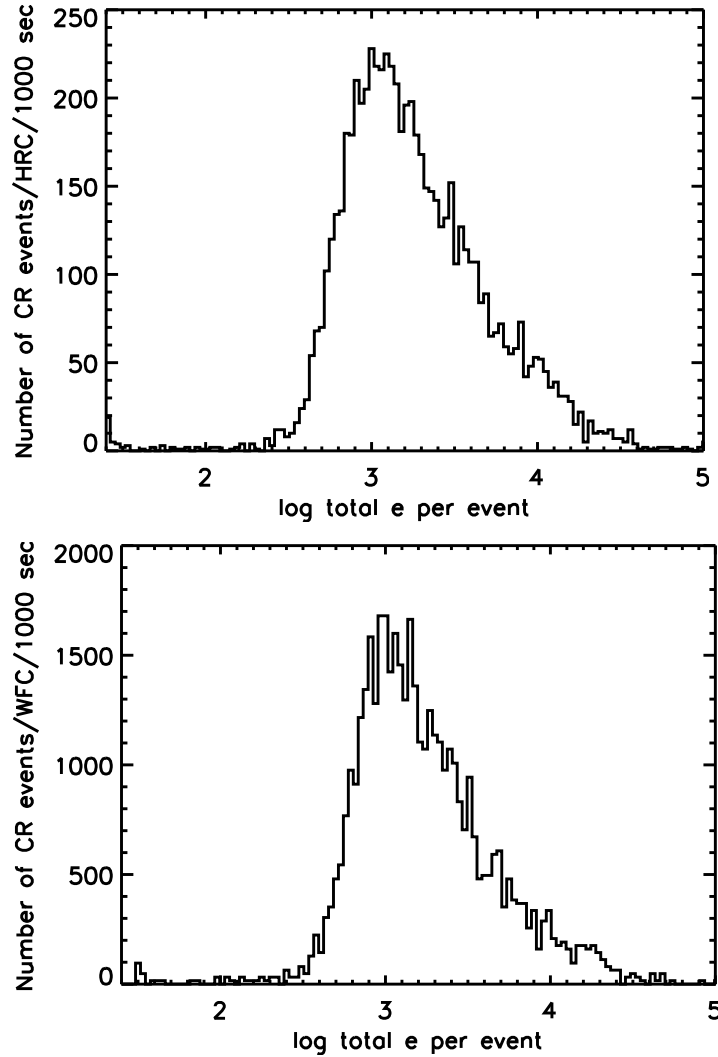 Number of CR events/HRC/1000 sec
250
200
150
100
50
0
2 3 4 5
log total e per event
Number of CR events/WFC/1000 sec
2000
1500
1000
500
0
2 3 4 5
log total e per event